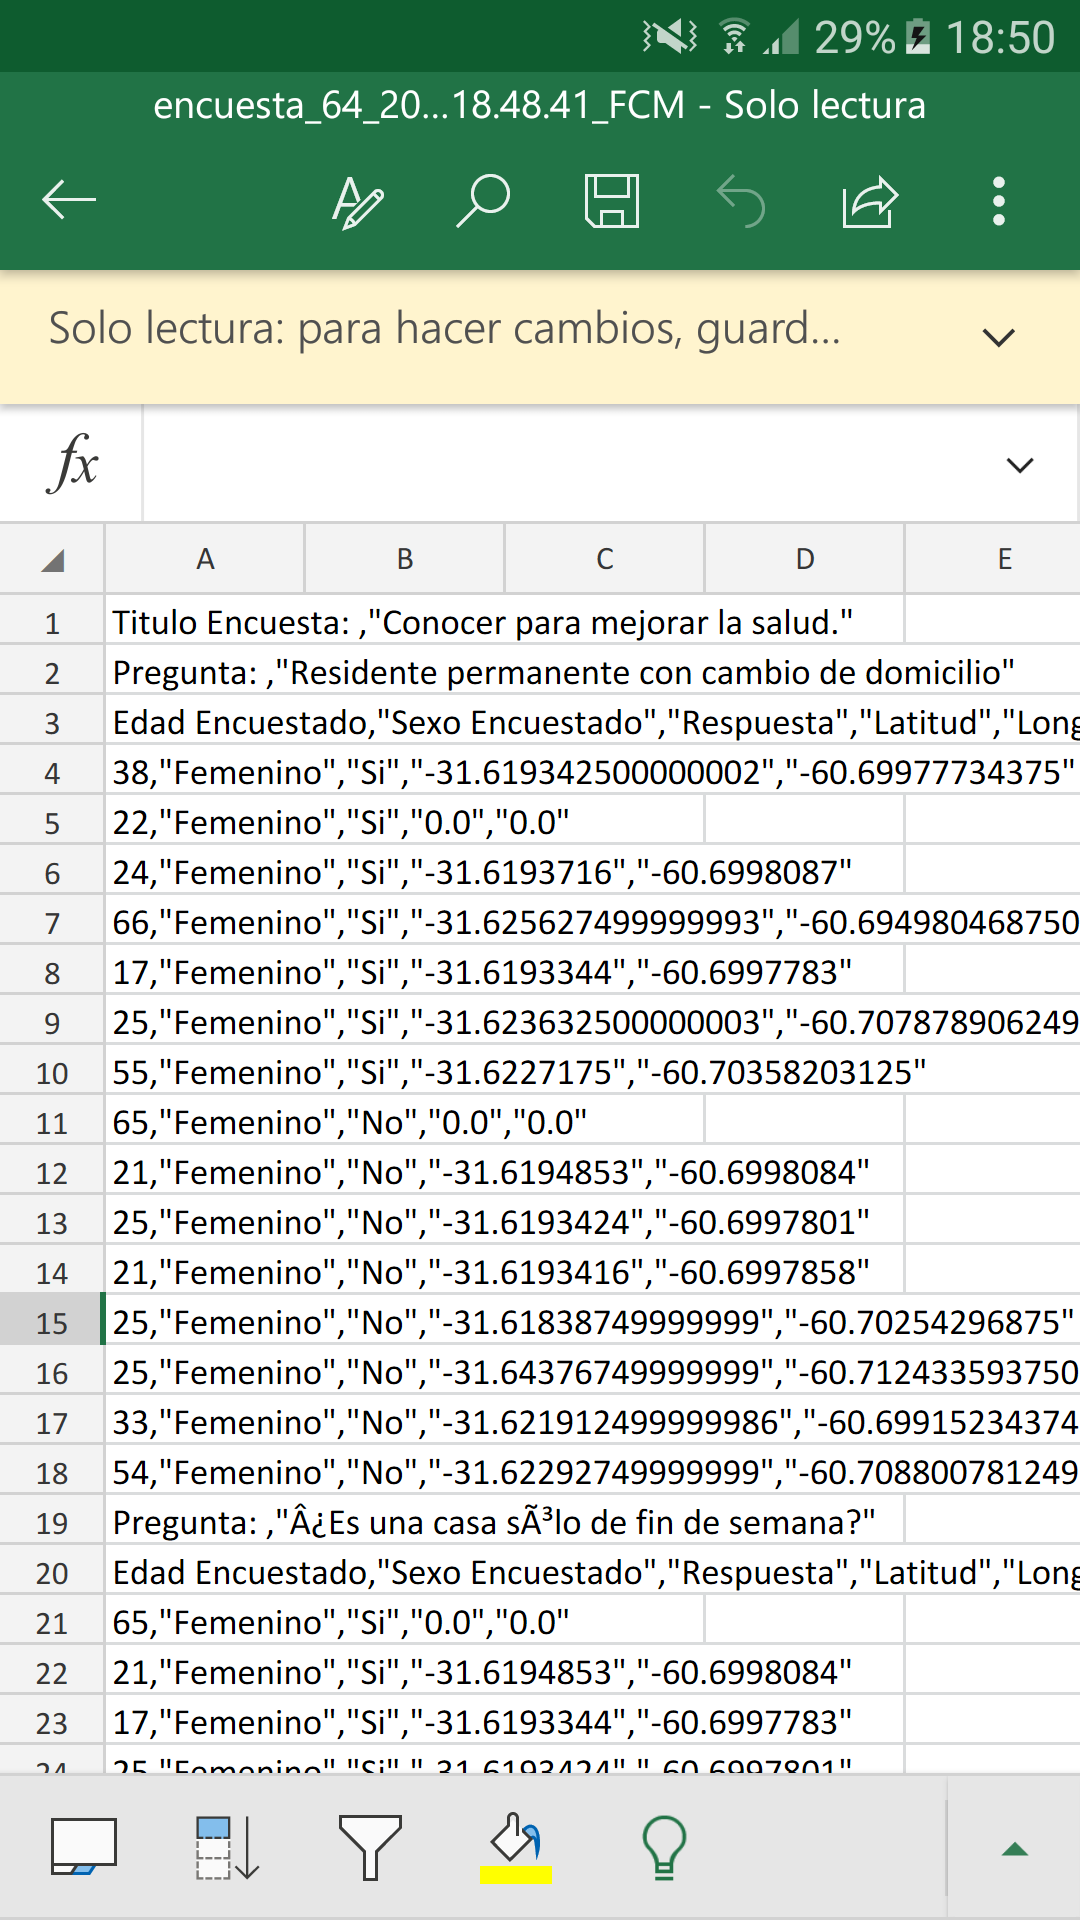 29% 18:50
encuesta_64_20...18.48.41_FCM - Solo lectura
Solo lectura: para hacer cambios, guard...
fx
A B C D E
1 Titulo Encuesta: ,"Conocer para mejorar la salud."
2 Pregunta: ,"Residente permanente con cambio de domicilio"
3 Edad Encuestado,"Sexo Encuestado","Respuesta","Latitud","Long
4 38,"Femenino","Si","-31.619342500000002","-60.69977734375"
5 22,"Femenino","Si","0.0","0.0"
6 24,"Femenino","Si","-31.6193716","-60.6998087"
7 66,"Femenino","Si","-31.625627499999993","-60.694980468750
8 17,"Femenino","Si","-31.6193344","-60.6997783"
9 25,"Femenino","Si","-31.623632500000003","-60.707878906249
10 55,"Femenino","Si","-31.6227175","-60.70358203125"
11 65,"Femenino","No","0.0","0.0"
12 21,"Femenino","No","-31.6194853","-60.6998084"
13 25,"Femenino","No","-31.6193424","-60.6997801"
14 21,"Femenino","No","-31.6193416","-60.6997858"
15 25,"Femenino","No","-31.61838749999999","-60.70254296875"
16 25,"Femenino","No","-31.64376749999999","-60.712433593750
17 33,"Femenino","No","-31.621912499999986","-60.69915234374
18 54,"Femenino","No","-31.62292749999999","-60.708800781249
19 Pregunta: ,"Â¿Es una casa sÃ³lo de fin de semana?"
20 Edad Encuestado,"Sexo Encuestado","Respuesta","Latitud","Long
21 65,"Femenino","Si","0.0","0.0"
22 21,"Femenino","Si","-31.6194853","-60.6998084"
23 17,"Femenino","Si","-31.6193344","-60.6997783"
24 25,"Femenino","Si","-31.6193424","-60.6997801"